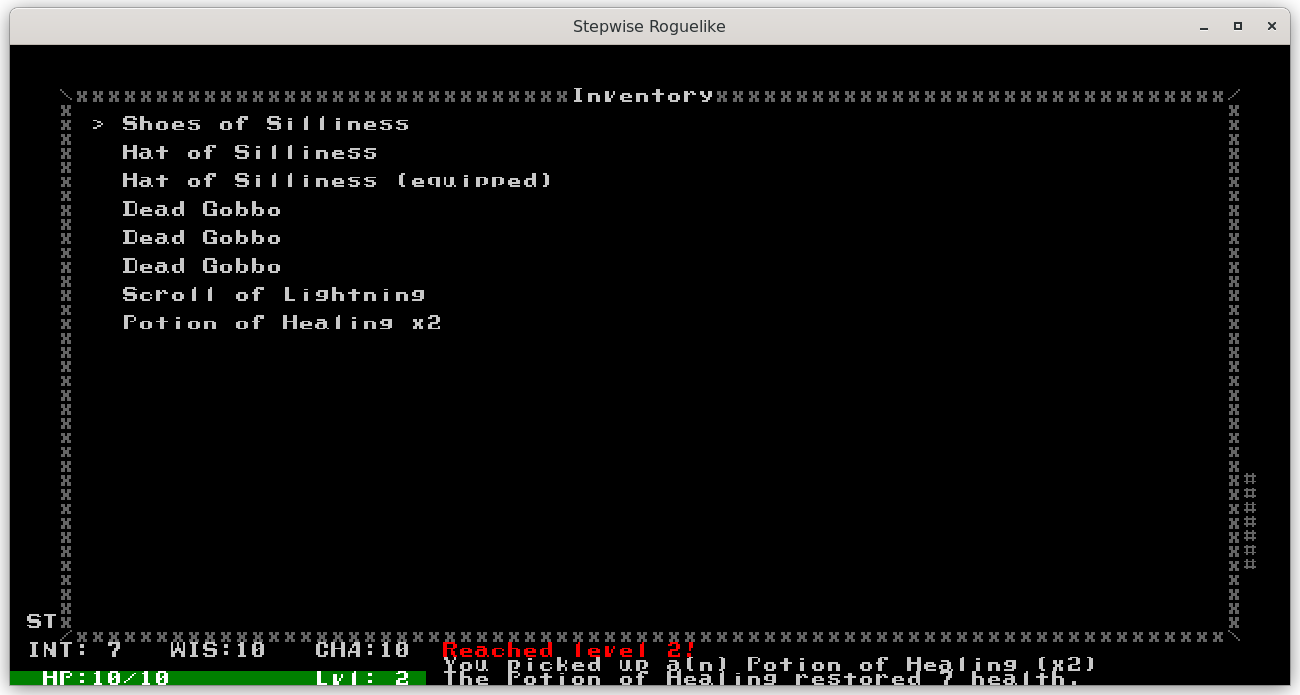 Stepwise Roguelike
Inventory
> Shoes of Silliness
Hat of Silliness
Hat of Silliness (equipped)
Dead Gobbo
Dead Gobbo
Dead Gobbo
Scroll of Lightning
Potion of Healing x2
ST
INT: 7 WIS:10 CHA:10 Reached level 2!
You picked up a(n) Potion of Healing (x2)
HP:10/10 Lvl: 2 The Potion of Healing restored 7 health.